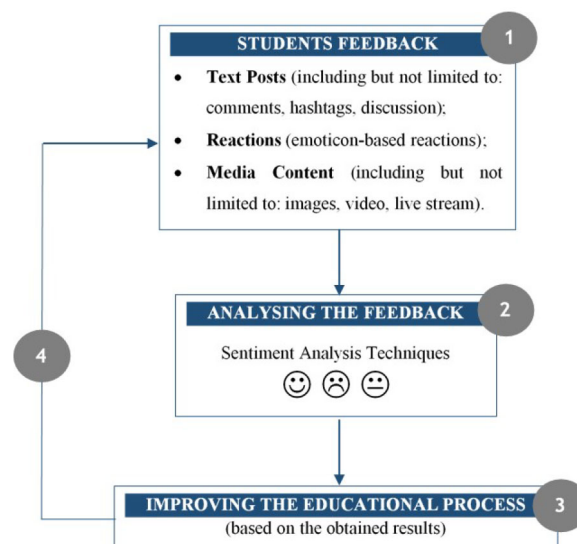 1
STUDENTS FEEDBACK
• Text Posts (including but not limited to:
comments, hashtags, discussion);
• Reactions (emoticon-based reactions);
• Media Content (including but not
limited to: images, video, live stream).
2
ANALYSING THE FEEDBACK
Sentiment Analysis Techniques
4
3
IMPROVING THE EDUCATIONAL PROCESS
(based on the obtained results)